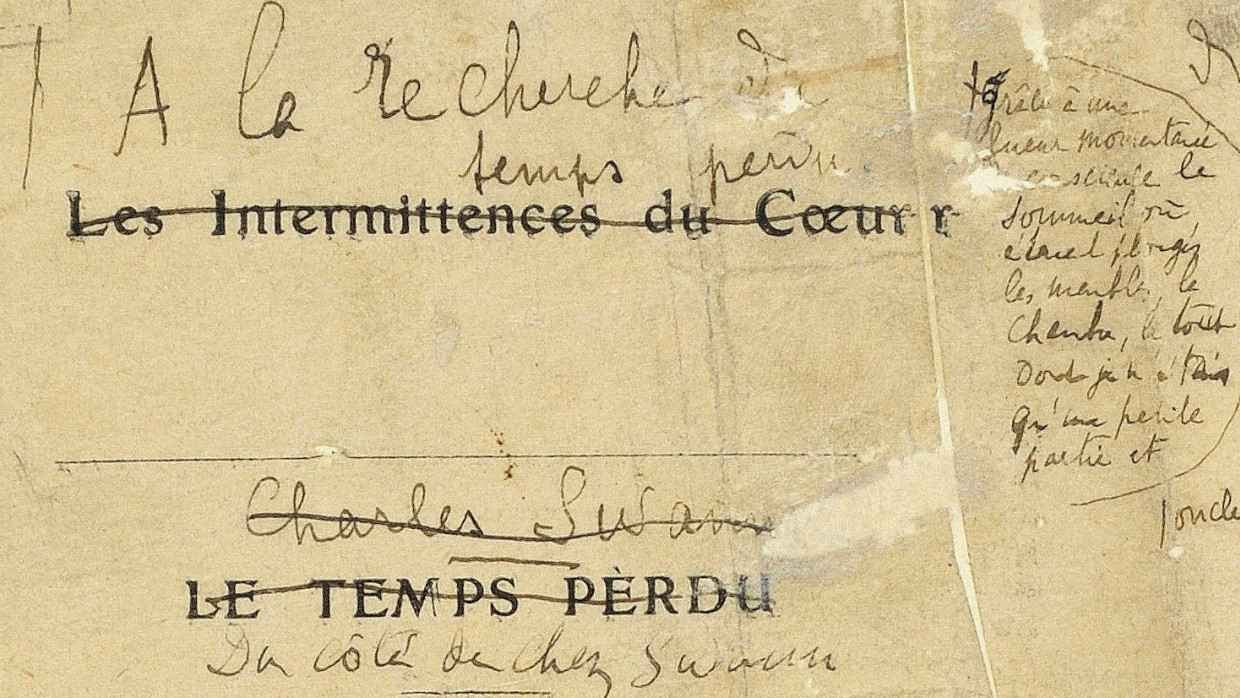 A la recherche du
temps perdu
Les Intermittences du Cœur r
Charles Swann
LE TEMPS PERDU
Du côté de chez Swann
grâce à une
lueur momentanée
conscience le
sommeil où
était plongés
les meubles, la
chambre, le tout
dont je n'étais
qu'une petite
partie et